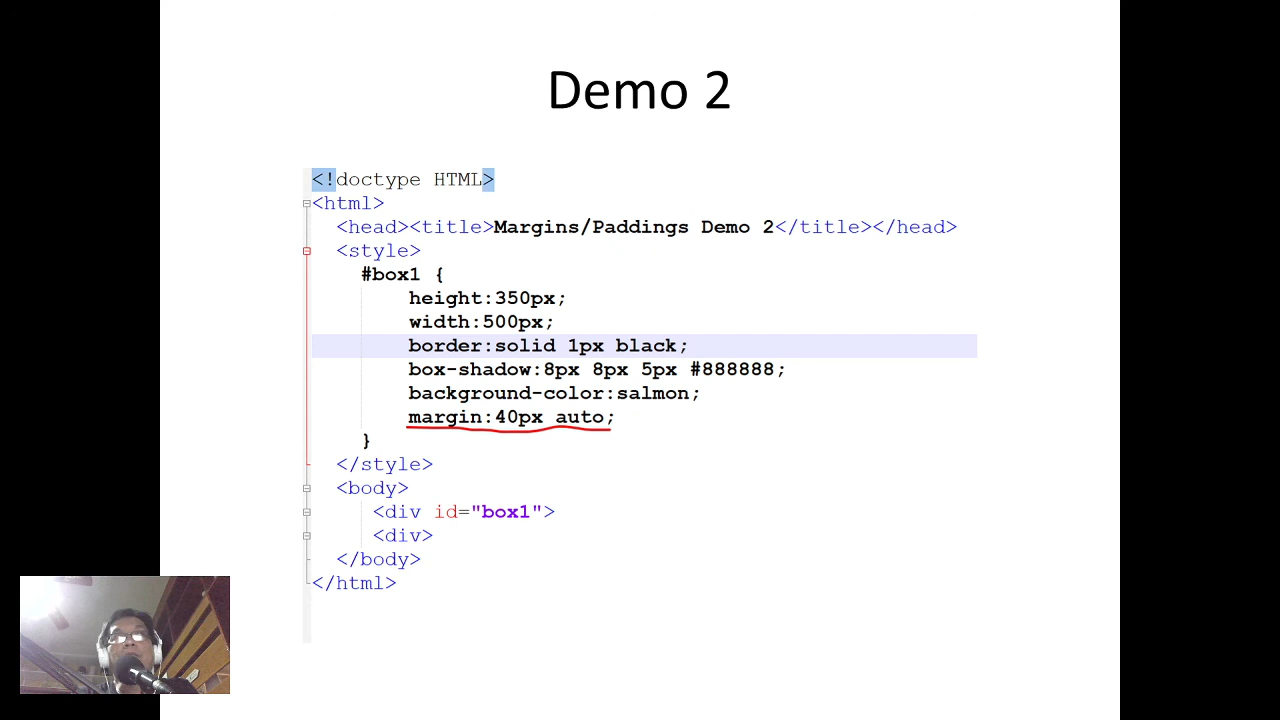 Demo 2
<!doctype HTML>
<html>
<head><title>Margins/Paddings Demo 2</title></head>
<style>
#box1 {
height:350px;
width:500px;
border:solid 1px black;
box-shadow:8px 8px 5px #888888;
background-color:salmon;
margin:40px auto;
}
</style>
<body>
<div id="box1">
<div>
</body>
</html>